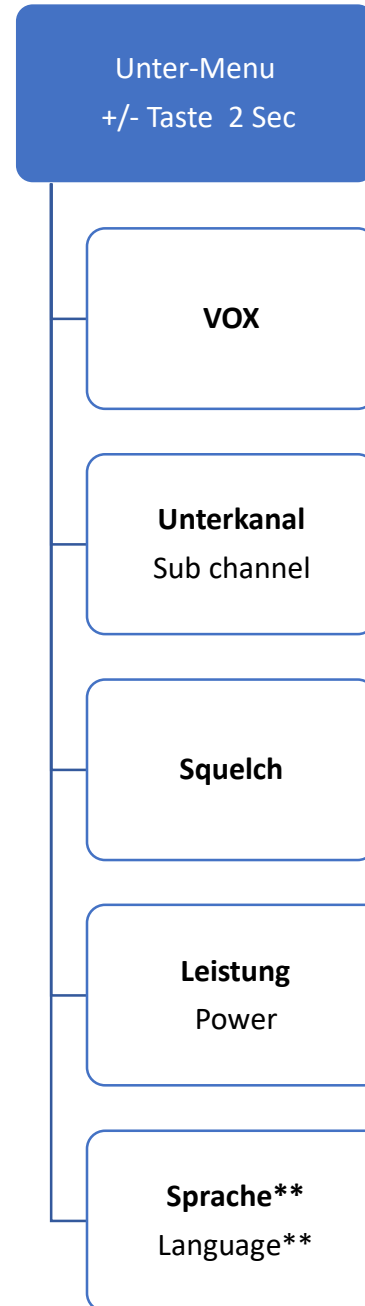 Unter-Menu
+/- Taste  2 Sec
VOX
Unterkanal
Sub channel
Squelch
Leistung
Power
Sprache**
Language**